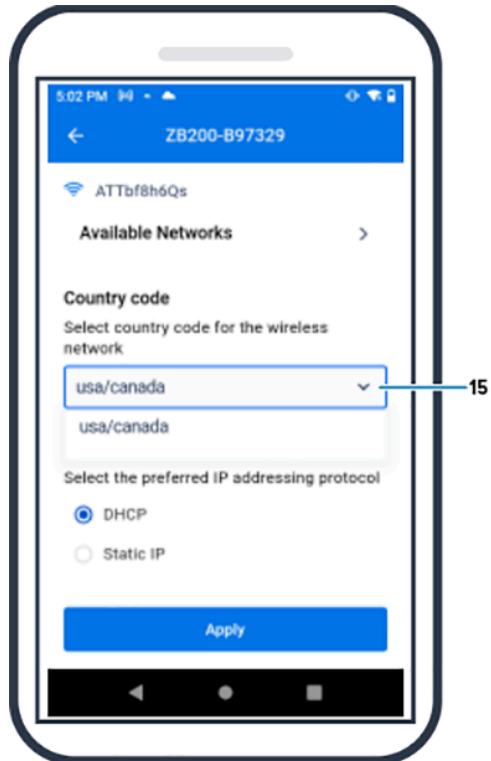 5:02 PM
ZB200-B97329
ATTbf8h6Qs
Available Networks
Country code
Select country code for the wireless
network
usa/canada
15
usa/canada
Select the preferred IP addressing protocol
DHCP
Static IP
Apply